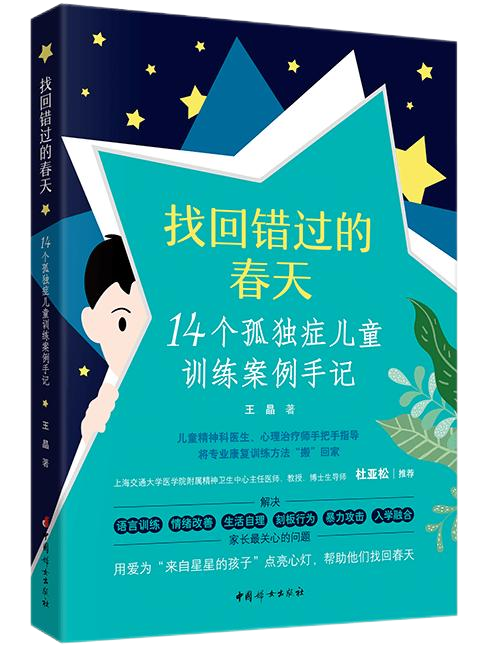 找回错过的春天
14个孤独症儿童训练案例手记
王晶 著
中国妇女出版社
找回错过的
春天
14个孤独症儿童
训练案例手记
王晶 著
儿童精神科医生、心理治疗师手把手指导
将专业康复训练方法“搬”回家
上海交通大学医学院附属精神卫生中心主任医师、教授、博士生导师 杜亚松 | 推荐
解决
语言训练 情绪改善 生活自理 刻板行为 暴力攻击 入学融合
家长最关心的问题
用爱为“来自星星的孩子”点亮心灯，帮助他们找回春天
中国妇女出版社